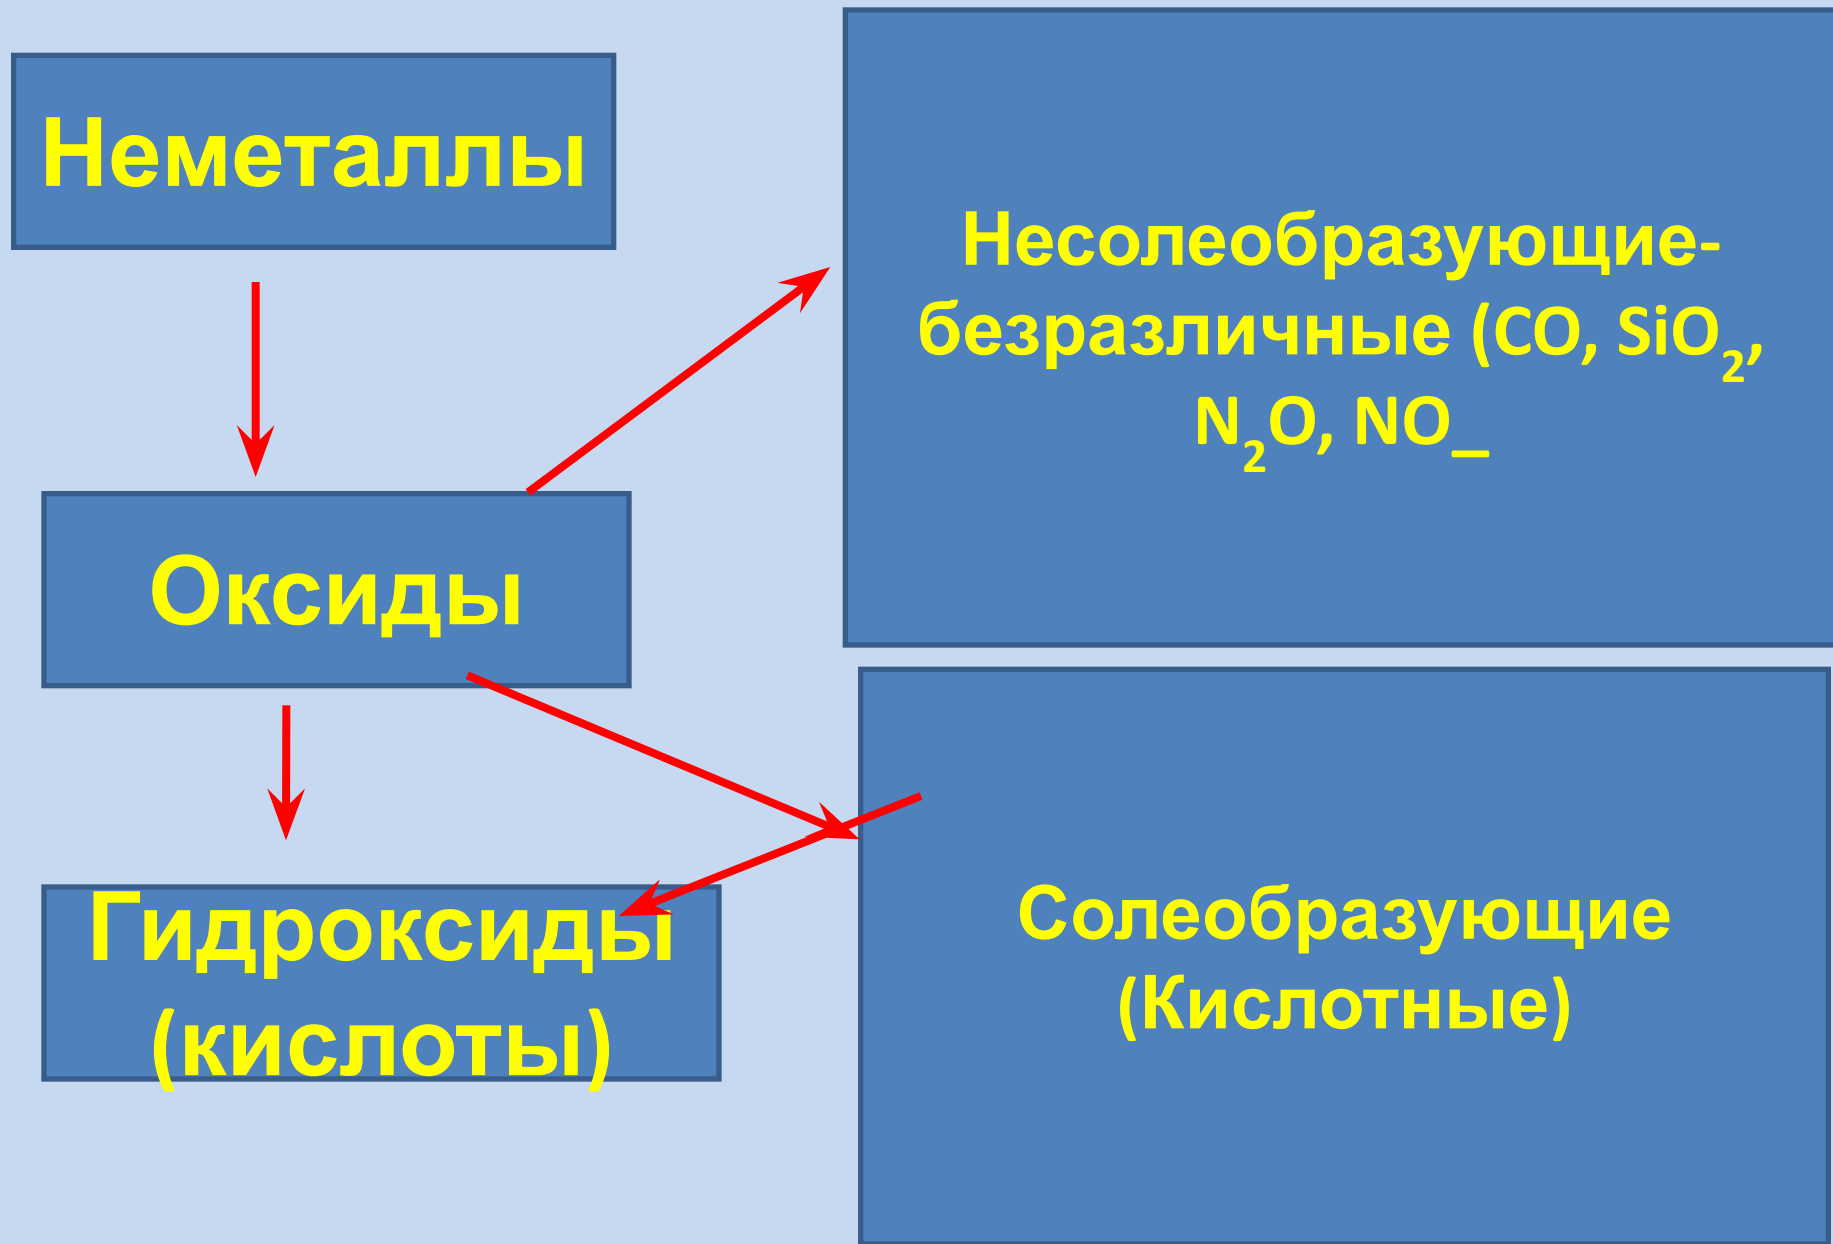 Неметаллы
Несолеобразующие-
безразличные (CO, SiO₂,
N₂O, NO_
Оксиды
Гидроксиды
(кислоты)
Солеобразующие
(Кислотные)